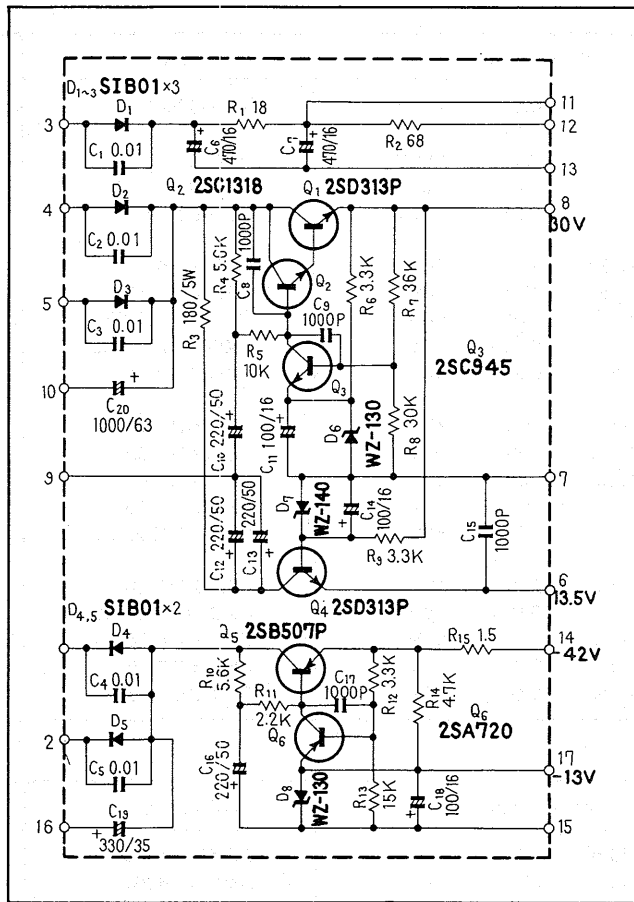 D1~3 SIB01×3
3
D1
C1 0.01
C6 470/16
R1 18
C7 470/16
R2 68
11
12
13
Q2 2SC1318
Q1 2SD313P
4
D2
C2 0.01
R3 180/5W
R4 5.6K
C8 1000P
Q2
C9 1000P
R6 3.3K
R7 36K
8
30V
5
D3
C3 0.01
R5 10K
Q3
Q3
2SC945
10
C20
1000/63
C10 220/50
C11 100/16
D6
WZ-130
R8 30K
9
7
C12 220/50
C13 220/50
D7
WZ-140
C14 100/16
R9 3.3K
C15 1000P
Q4 2SD313P
6
13.5V
D4,5 SIB01×2
D4
C4 0.01
Q5 2SB507P
R15 1.5
14
-42V
R10 5.6K
R11 2.2K
C17 1000P
R12 3.3K
R14 4.7K
Q6
Q6
2SA720
2
D5
C5 0.01
C16 220/50
D8
WZ-130
R13 15K
C18 100/16
17
-13V
16
C19
330/35
15